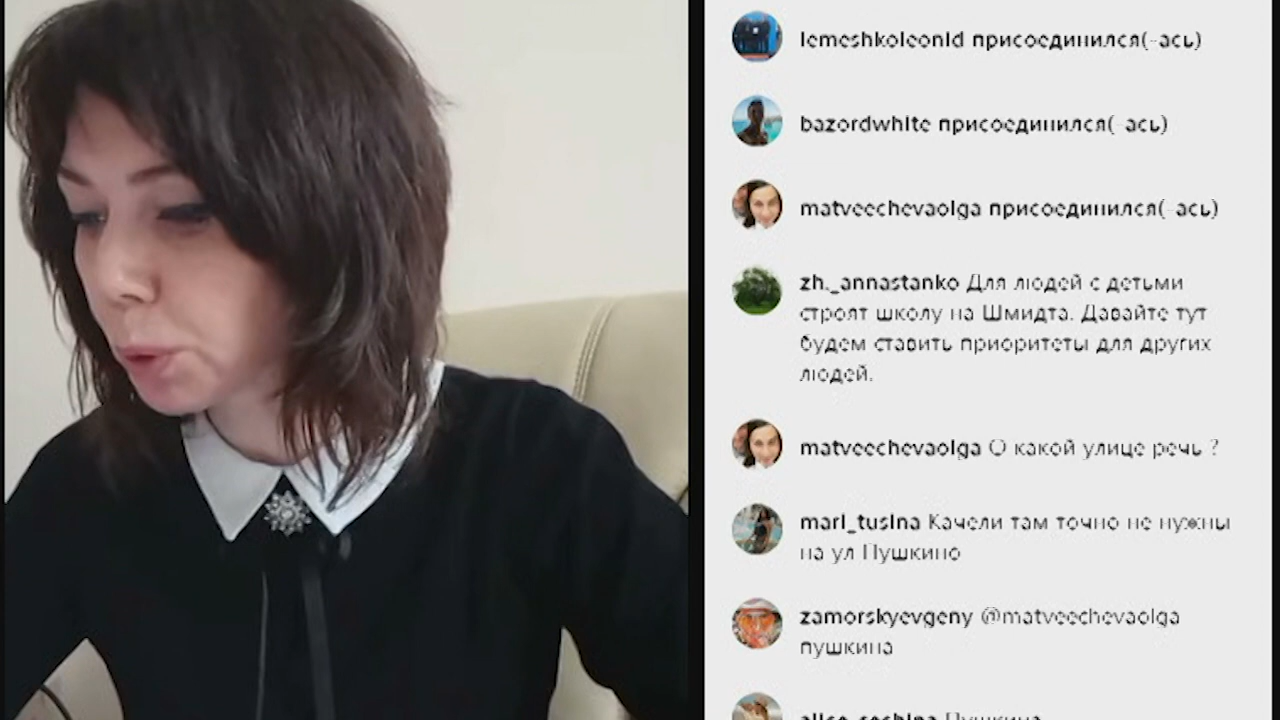 lemeshkoleonid присоединился(-ась)
bazordwhite присоединился(-ась)
matveechevaolga присоединился(-ась)
zh._annastanko Для людей с детьми
строят школу на Шмидта. Давайте тут
будем ставить приоритеты для других
людей.
matveechevaolga О какой улице речь ?
mari_tusina Качели там точно не нужны
на ул Пушкино
zamorskyevgeny @matveechevaolga
пушкина
Пушкина